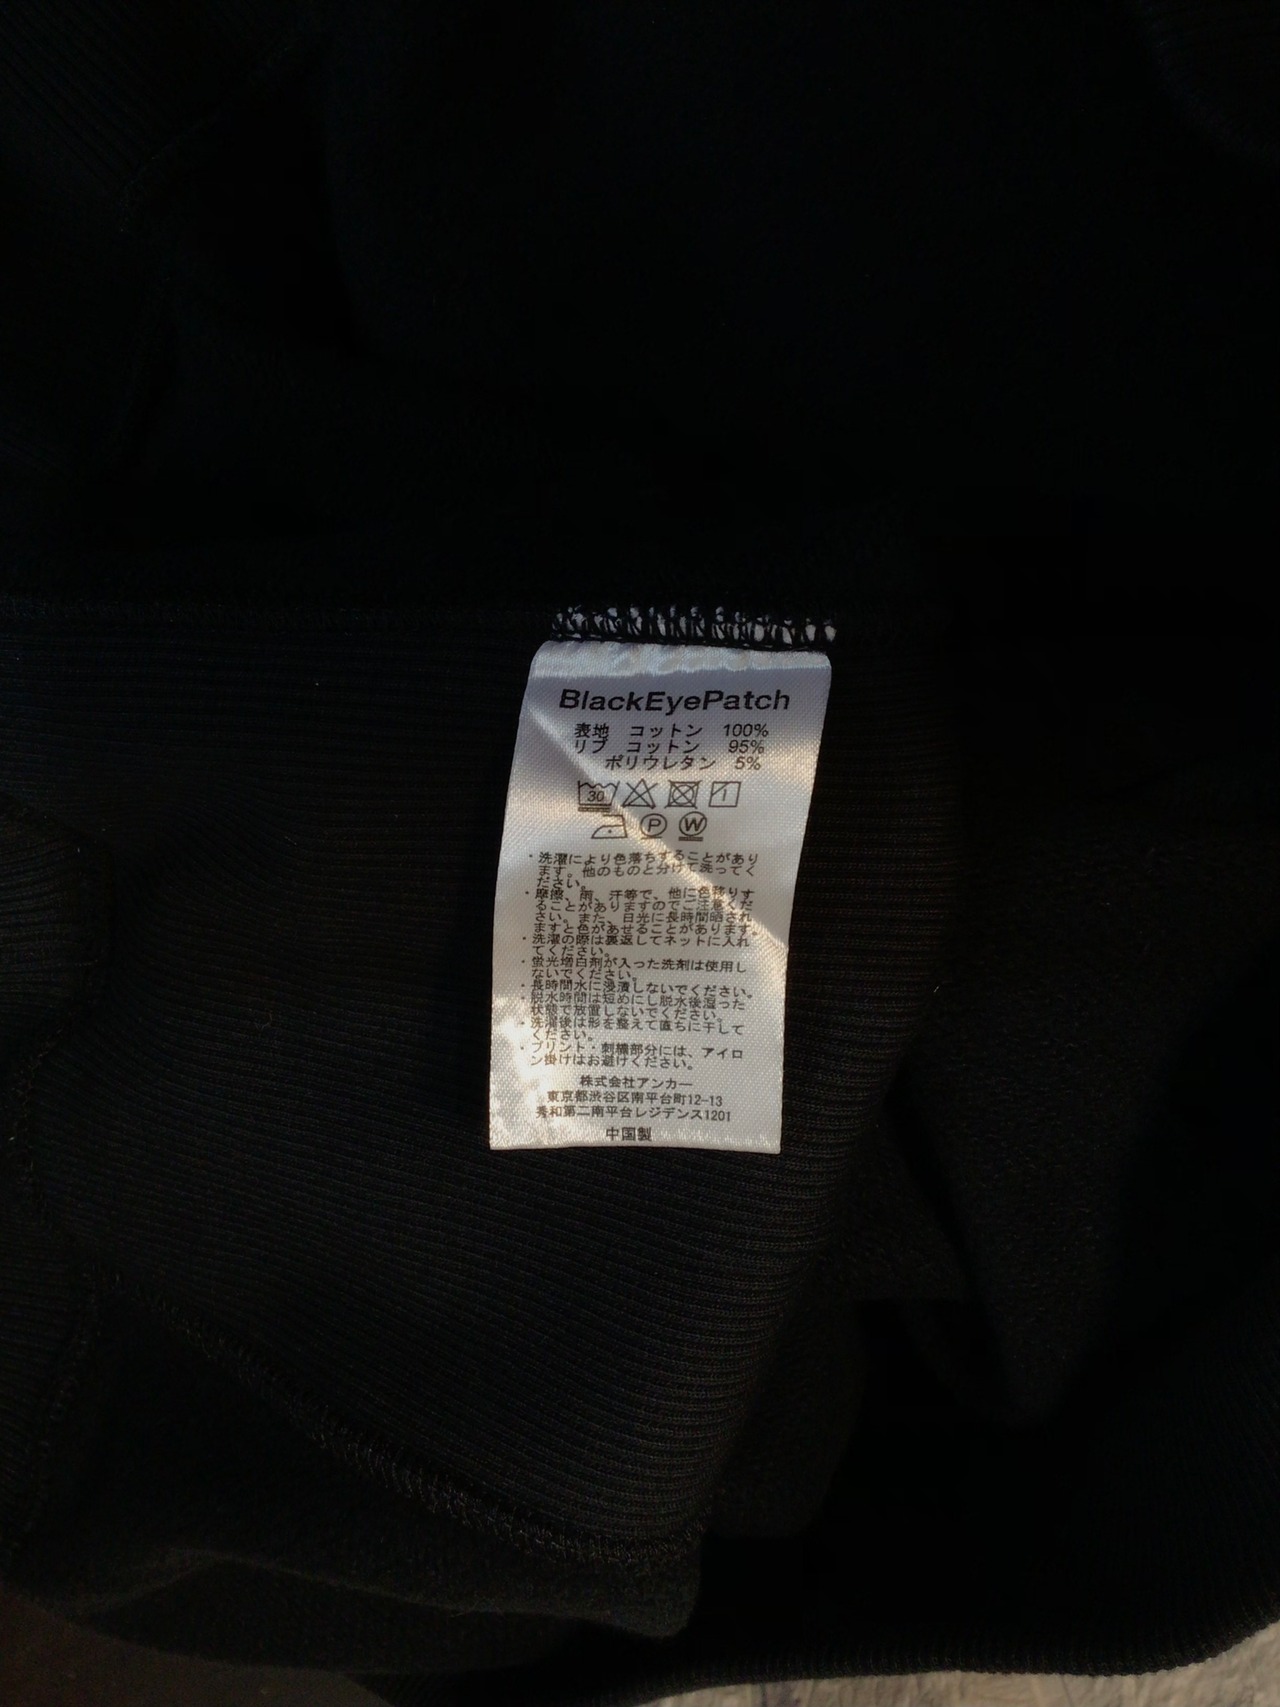 BlackEyePatch
表地 コットン 100%
リブ コットン 95%
ポリウレタン 5%
30 1
P W
・洗濯により色落ちすることがあり
ます。他のものと分けて洗ってく
ださい。
・摩擦、雨、汗等で、他に色移りす
ることがありますのでご注意くだ
さい。また、日光に長時間晒され
ますと色があせることがあります。
・洗濯の際は裏返してネットに入れ
てください。
・蛍光増白剤が入った洗剤は使用し
ないでください。
・長時間水に浸漬しないでください。
・脱水時間は短めにし脱水後湿った
状態で放置しないでください。
・洗濯後は形を整えて直ちに干して
ください。
・プリント・刺繍部分には、アイロ
ン掛けはお避けください。
株式会社アンカー
東京都渋谷区南平台町12-13
秀和第二南平台レジデンス1201
中国製